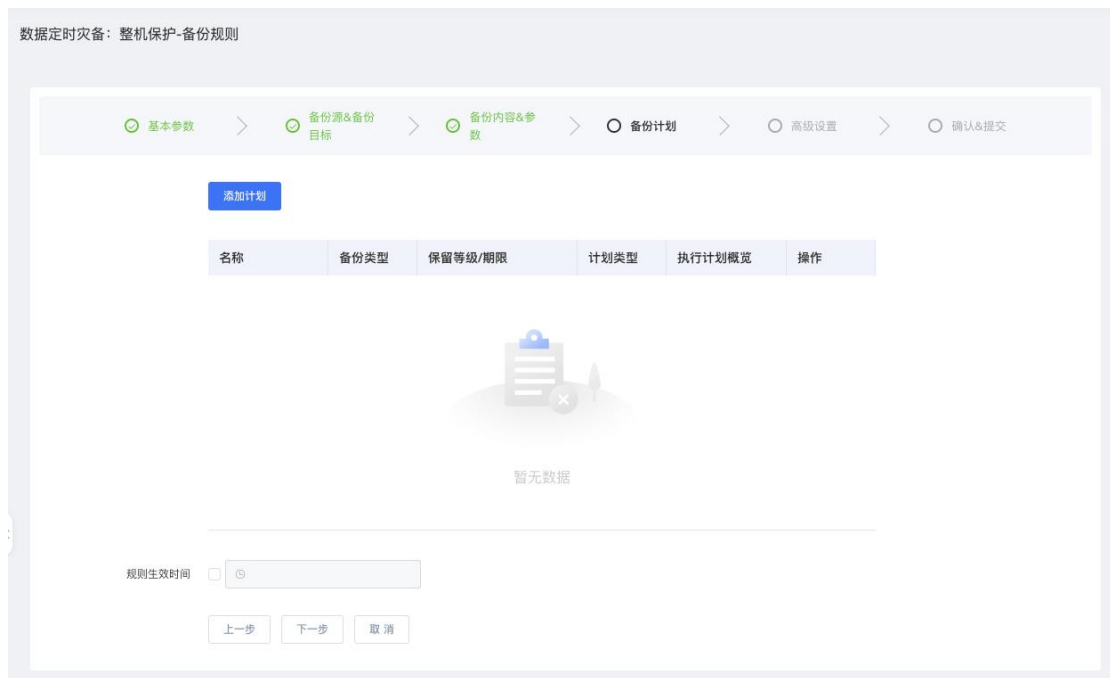 数据定时灾备：整机保护-备份规则
基本参数
备份源&备份
目标
备份内容&参
数
备份计划
高级设置
确认&提交
添加计划
名称 备份类型 保留等级/期限 计划类型 执行计划概览 操作
暂无数据
规则生效时间
上一步 下一步 取 消